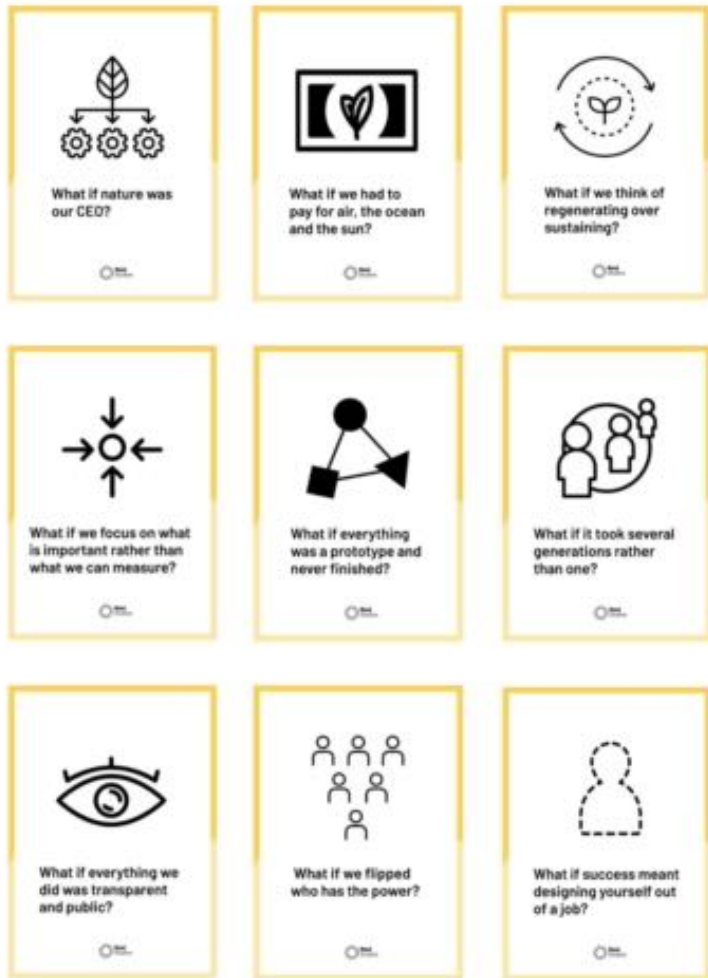 What if nature was
our CEO?
What if we had to
pay for air, the ocean
and the sun?
What if we think of
regenerating over
sustaining?
What if we focus on what
is important rather than
what we can measure?
What if everything
was a prototype and
never finished?
What if it took several
generations rather
than one?
What if everything we
did was transparent
and public?
What if we flipped
who has the power?
What if success meant
designing yourself out
of a job?